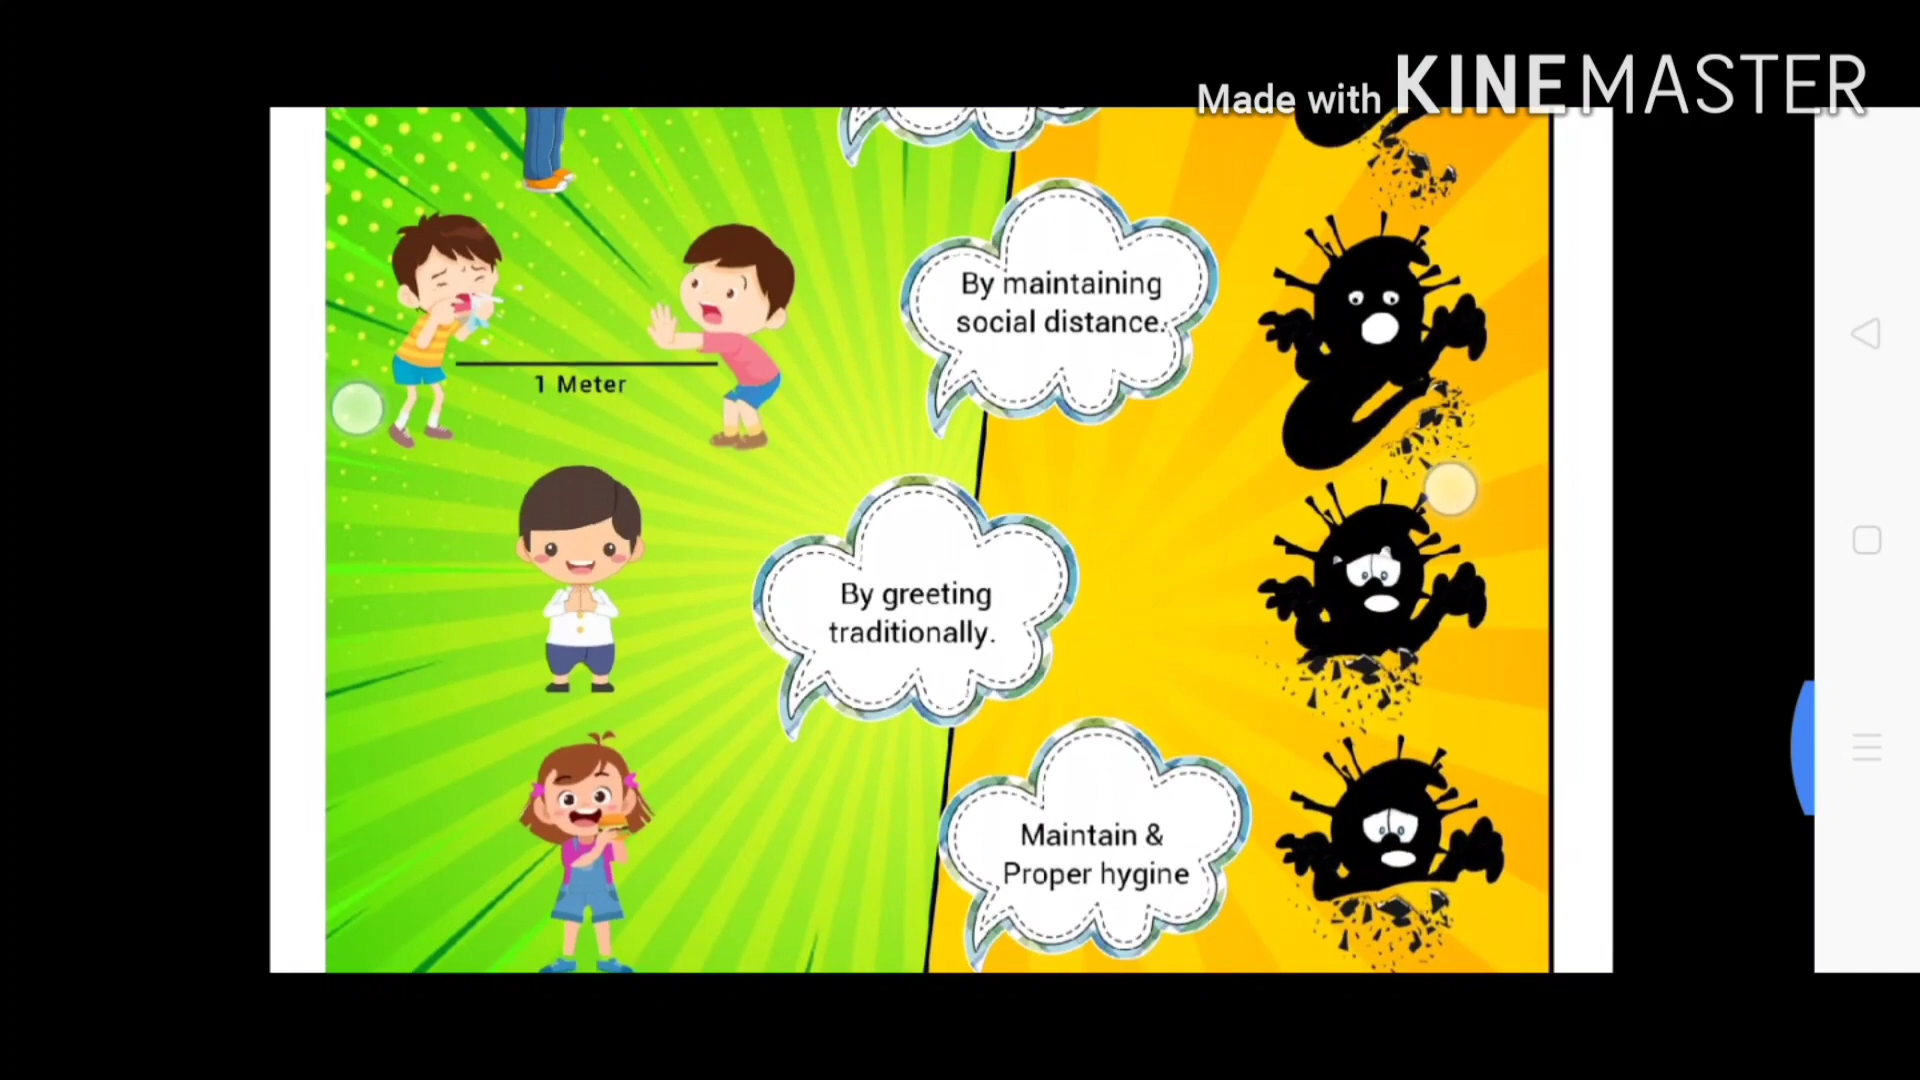 Made with KINEMASTER
By maintaining
social distance.
1 Meter
By greeting
traditionally.
Maintain &
Proper hygine